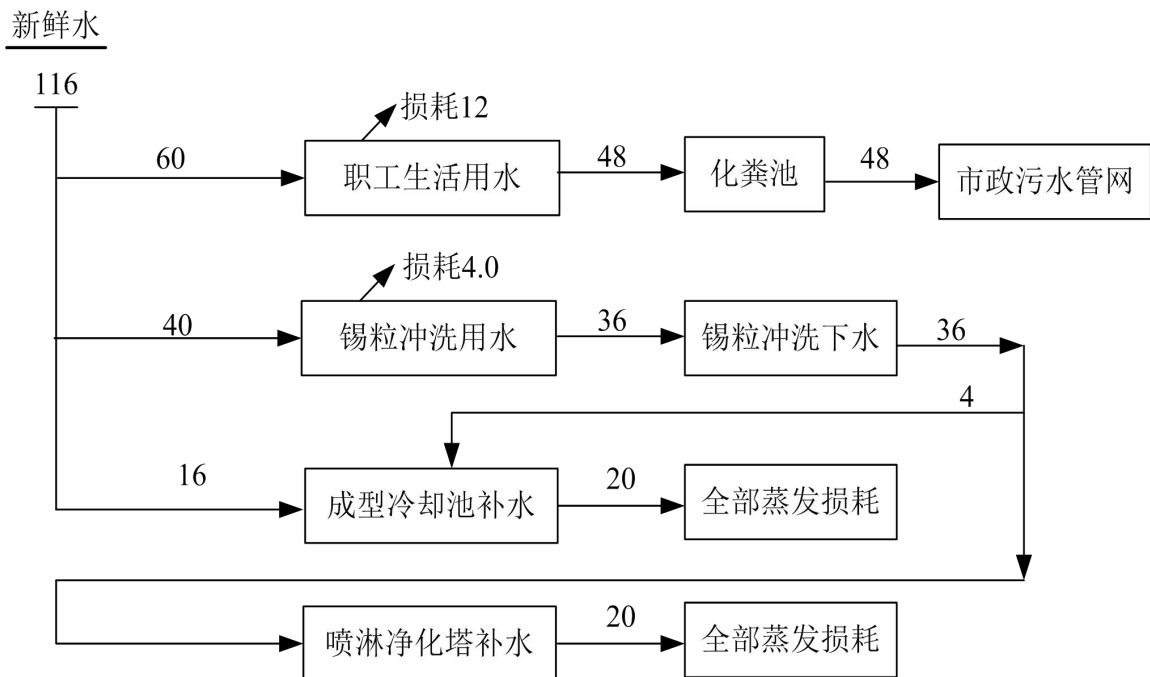 新鲜水
116
损耗12
60
职工生活用水
48
化粪池
48
市政污水管网
损耗4.0
40
锡粒冲洗用水
36
锡粒冲洗下水
36
4
16
成型冷却池补水
20
全部蒸发损耗
喷淋净化塔补水
20
全部蒸发损耗